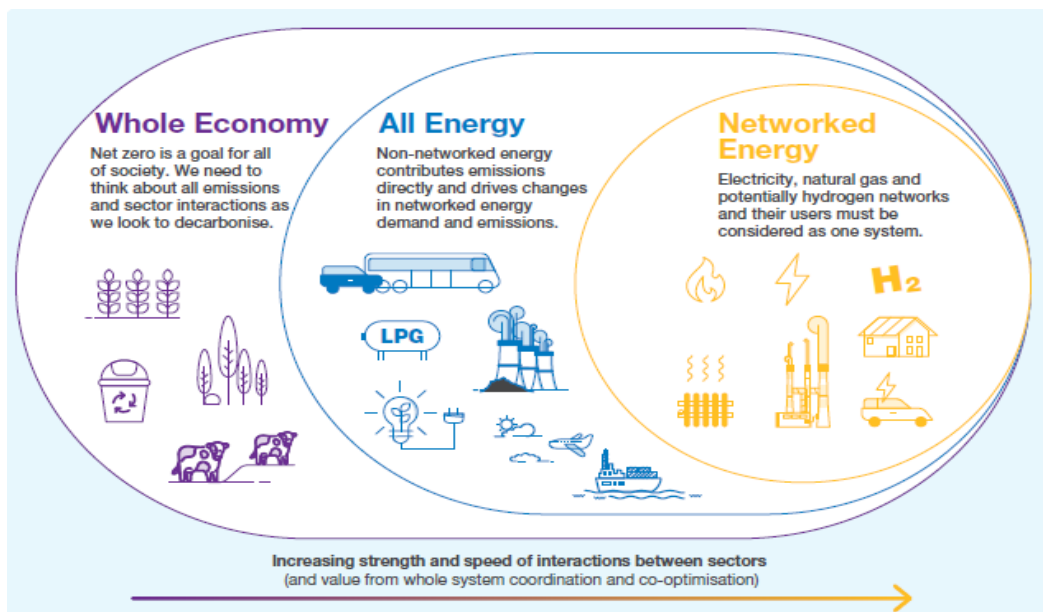 Whole Economy
Net zero is a goal for all
of society. We need to
think about all emissions
and sector interactions as
we look to decarbonise.
All Energy
Non-networked energy
contributes emissions
directly and drives changes
in networked energy
demand and emissions.
Networked
Energy
Electricity, natural gas and
potentially hydrogen networks
and their users must be
considered as one system.
H2
LPG
Increasing strength and speed of interactions between sectors
(and value from whole system coordination and co-optimisation)